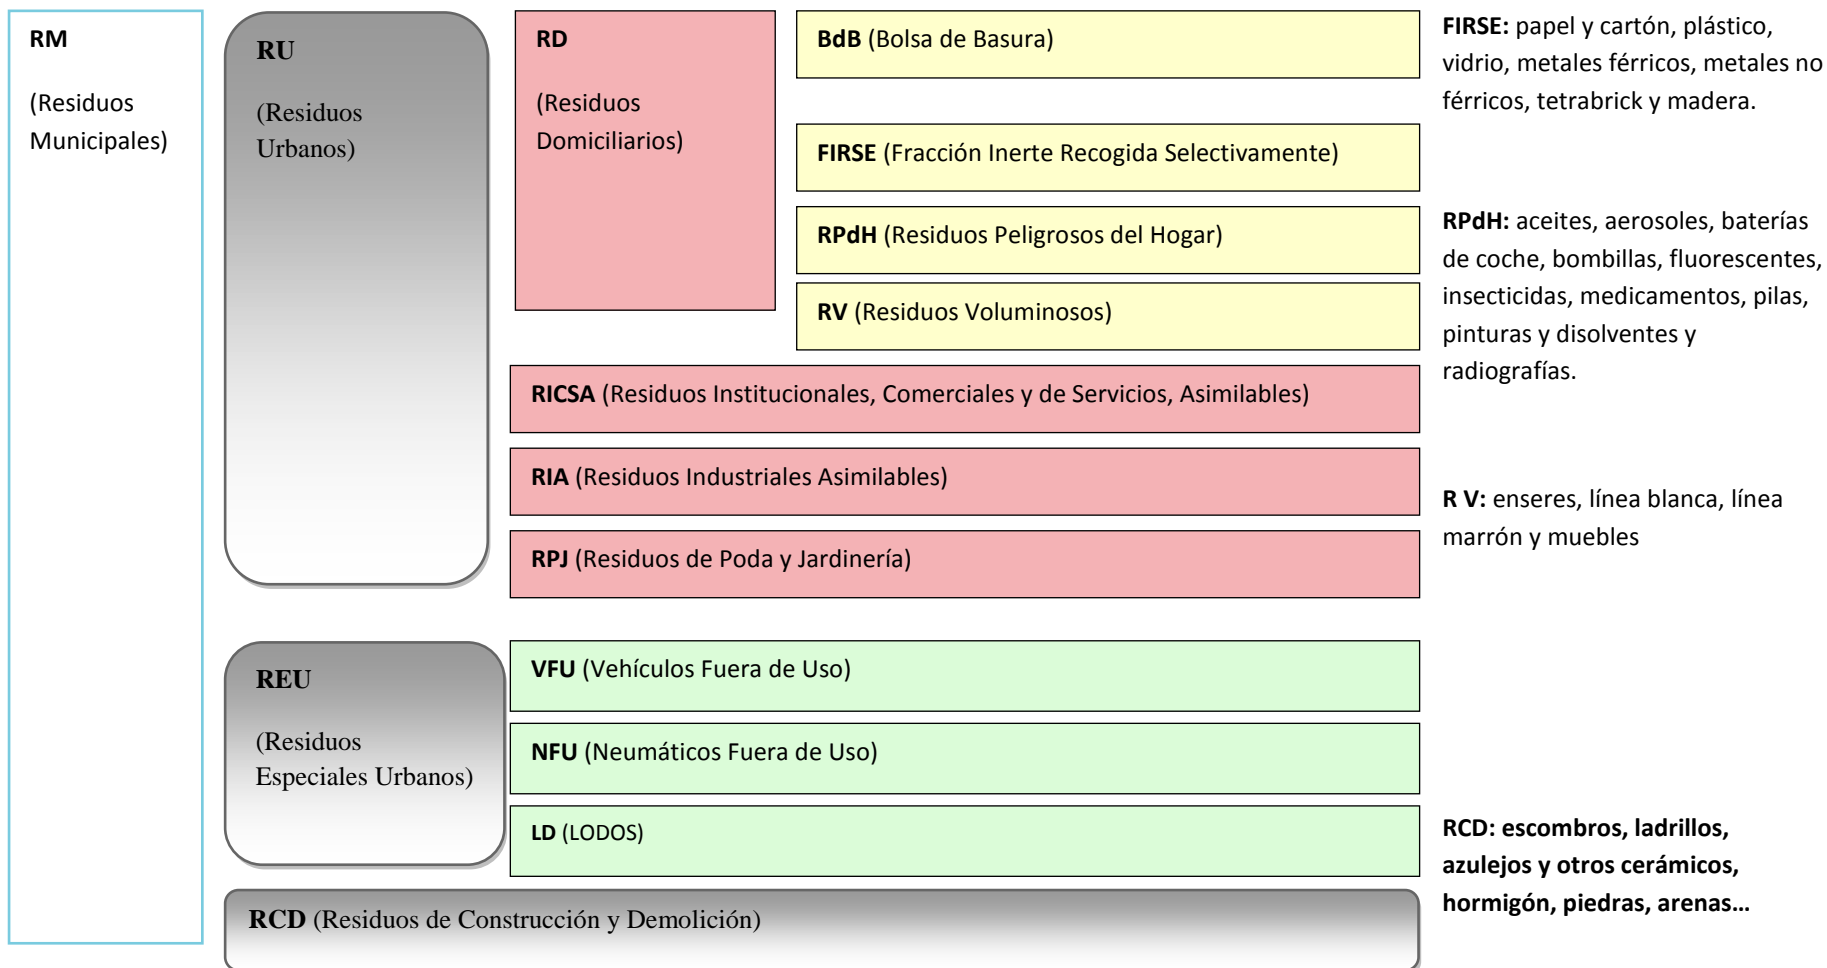 RM
(Residuos
Municipales)
RU
(Residuos
Urbanos)
RD
(Residuos
Domiciliarios)
BdB (Bolsa de Basura)
FIRSE (Fracción Inerte Recogida Selectivamente)
RPdH (Residuos Peligrosos del Hogar)
RV (Residuos Voluminosos)
RICSA (Residuos Institucionales, Comerciales y de Servicios, Asimilables)
RIA (Residuos Industriales Asimilables)
RPJ (Residuos de Poda y Jardinería)
REU
(Residuos
Especiales Urbanos)
VFU (Vehículos Fuera de Uso)
NFU (Neumáticos Fuera de Uso)
LD (LODOS)
RCD (Residuos de Construcción y Demolición)
FIRSE: papel y cartón, plástico,
vidrio, metales férricos, metales no
férricos, tetrabrick y madera.
RPdH: aceites, aerosoles, baterías
de coche, bombillas, fluorescentes,
insecticidas, medicamentos, pilas,
pinturas y disolventes y
radiografías.
R V: enseres, línea blanca, línea
marrón y muebles
RCD: escombros, ladrillos,
azulejos y otros cerámicos,
hormigón, piedras, arenas…